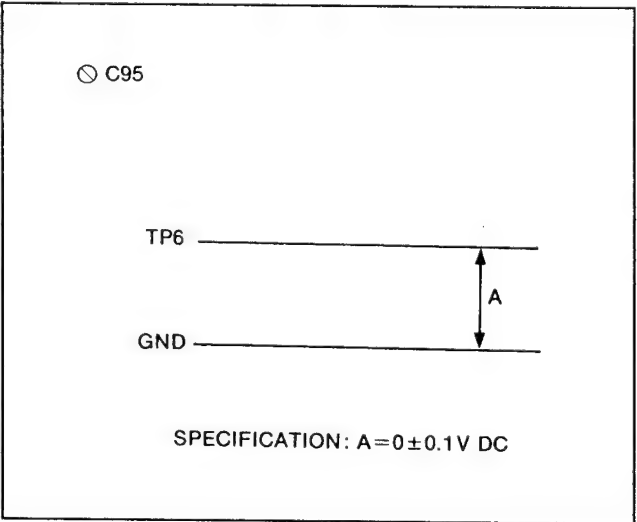 C95
TP6
A
GND
SPECIFICATION: A=0±0.1V DC